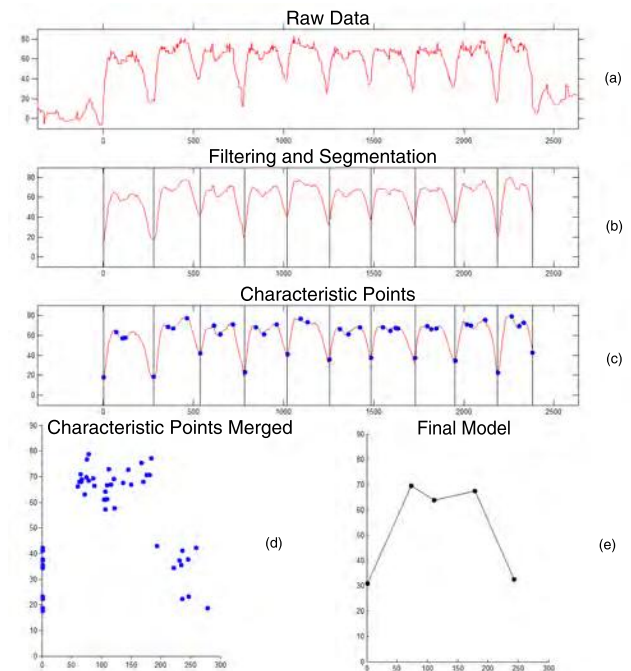 Raw Data
80
60
40
20
0
(a)
0 500 1000 1500 2000 2500
Filtering and Segmentation
80
60
40
20
0
(b)
0 500 1000 1500 2000 2500
Characteristic Points
80
60
40
20
0
(c)
0 500 1000 1500 2000 2500
Characteristic Points Merged
90
80
70
60
50
40
30
20
10
0
(d)
0 50 100 150 200 250 300
Final Model
90
80
70
60
50
40
30
20
10
0
(e)
0 50 100 150 200 250 300